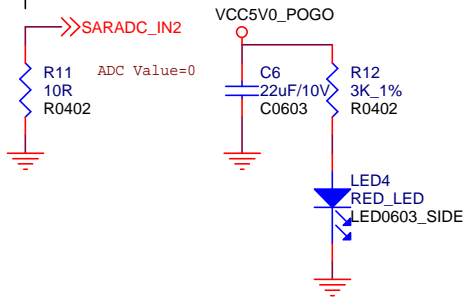 VCC5V0_POGO
SARADC_IN2
R11
10R
R0402
ADC Value=0
C6
22uF/10V
C0603
R12
3K_1%
R0402
LED4
RED_LED
LED0603_SIDE